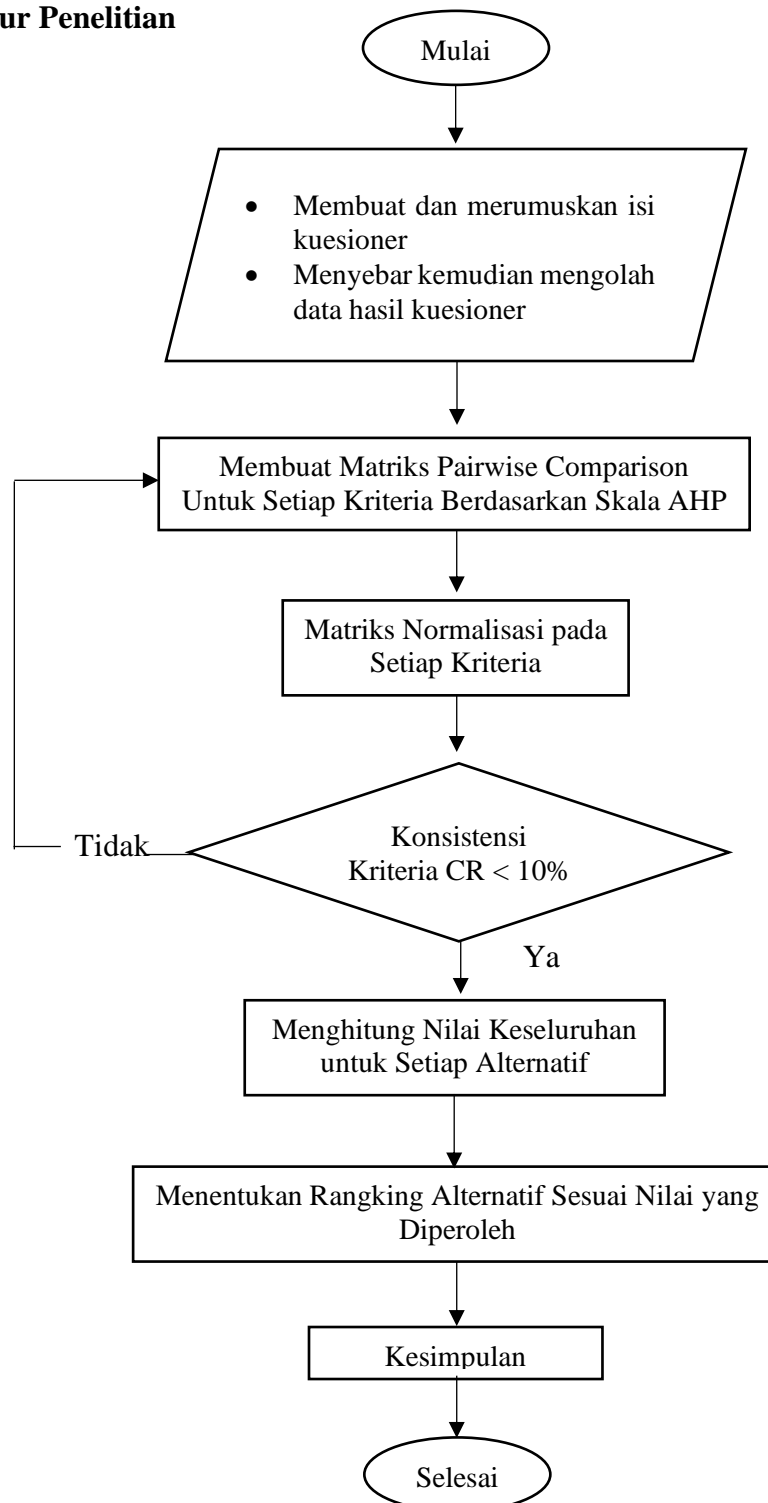 ur Penelitian
Mulai
• Membuat dan merumuskan isi
kuesioner
• Menyebar kemudian mengolah
data hasil kuesioner
Membuat Matriks Pairwise Comparison
Untuk Setiap Kriteria Berdasarkan Skala AHP
Matriks Normalisasi pada
Setiap Kriteria
Konsistensi
Kriteria CR < 10%
Tidak
Ya
Menghitung Nilai Keseluruhan
untuk Setiap Alternatif
Menentukan Rangking Alternatif Sesuai Nilai yang
Diperoleh
Kesimpulan
Selesai